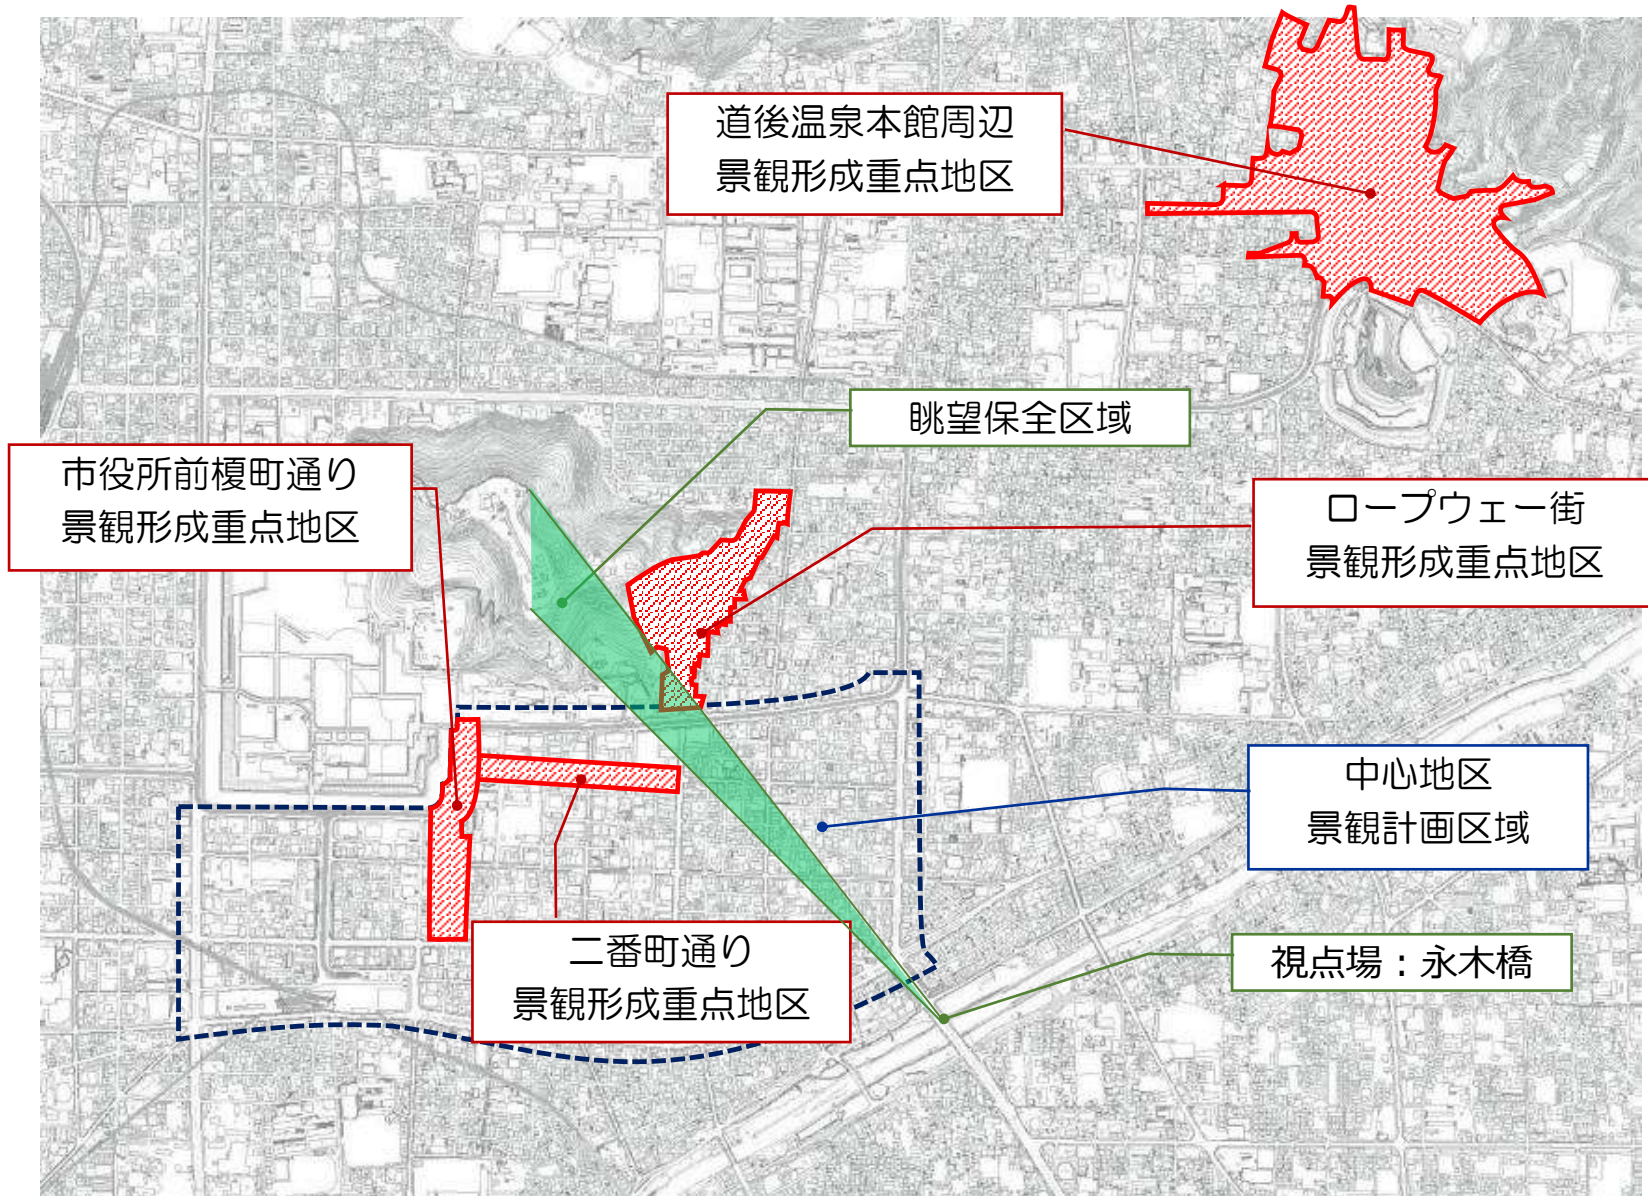 道後温泉本館周辺
景観形成重点地区
眺望保全区域
市役所前榎町通り
景観形成重点地区
ロープウェー街
景観形成重点地区
中心地区
景観計画区域
二番町通り
景観形成重点地区
視点場：永木橋